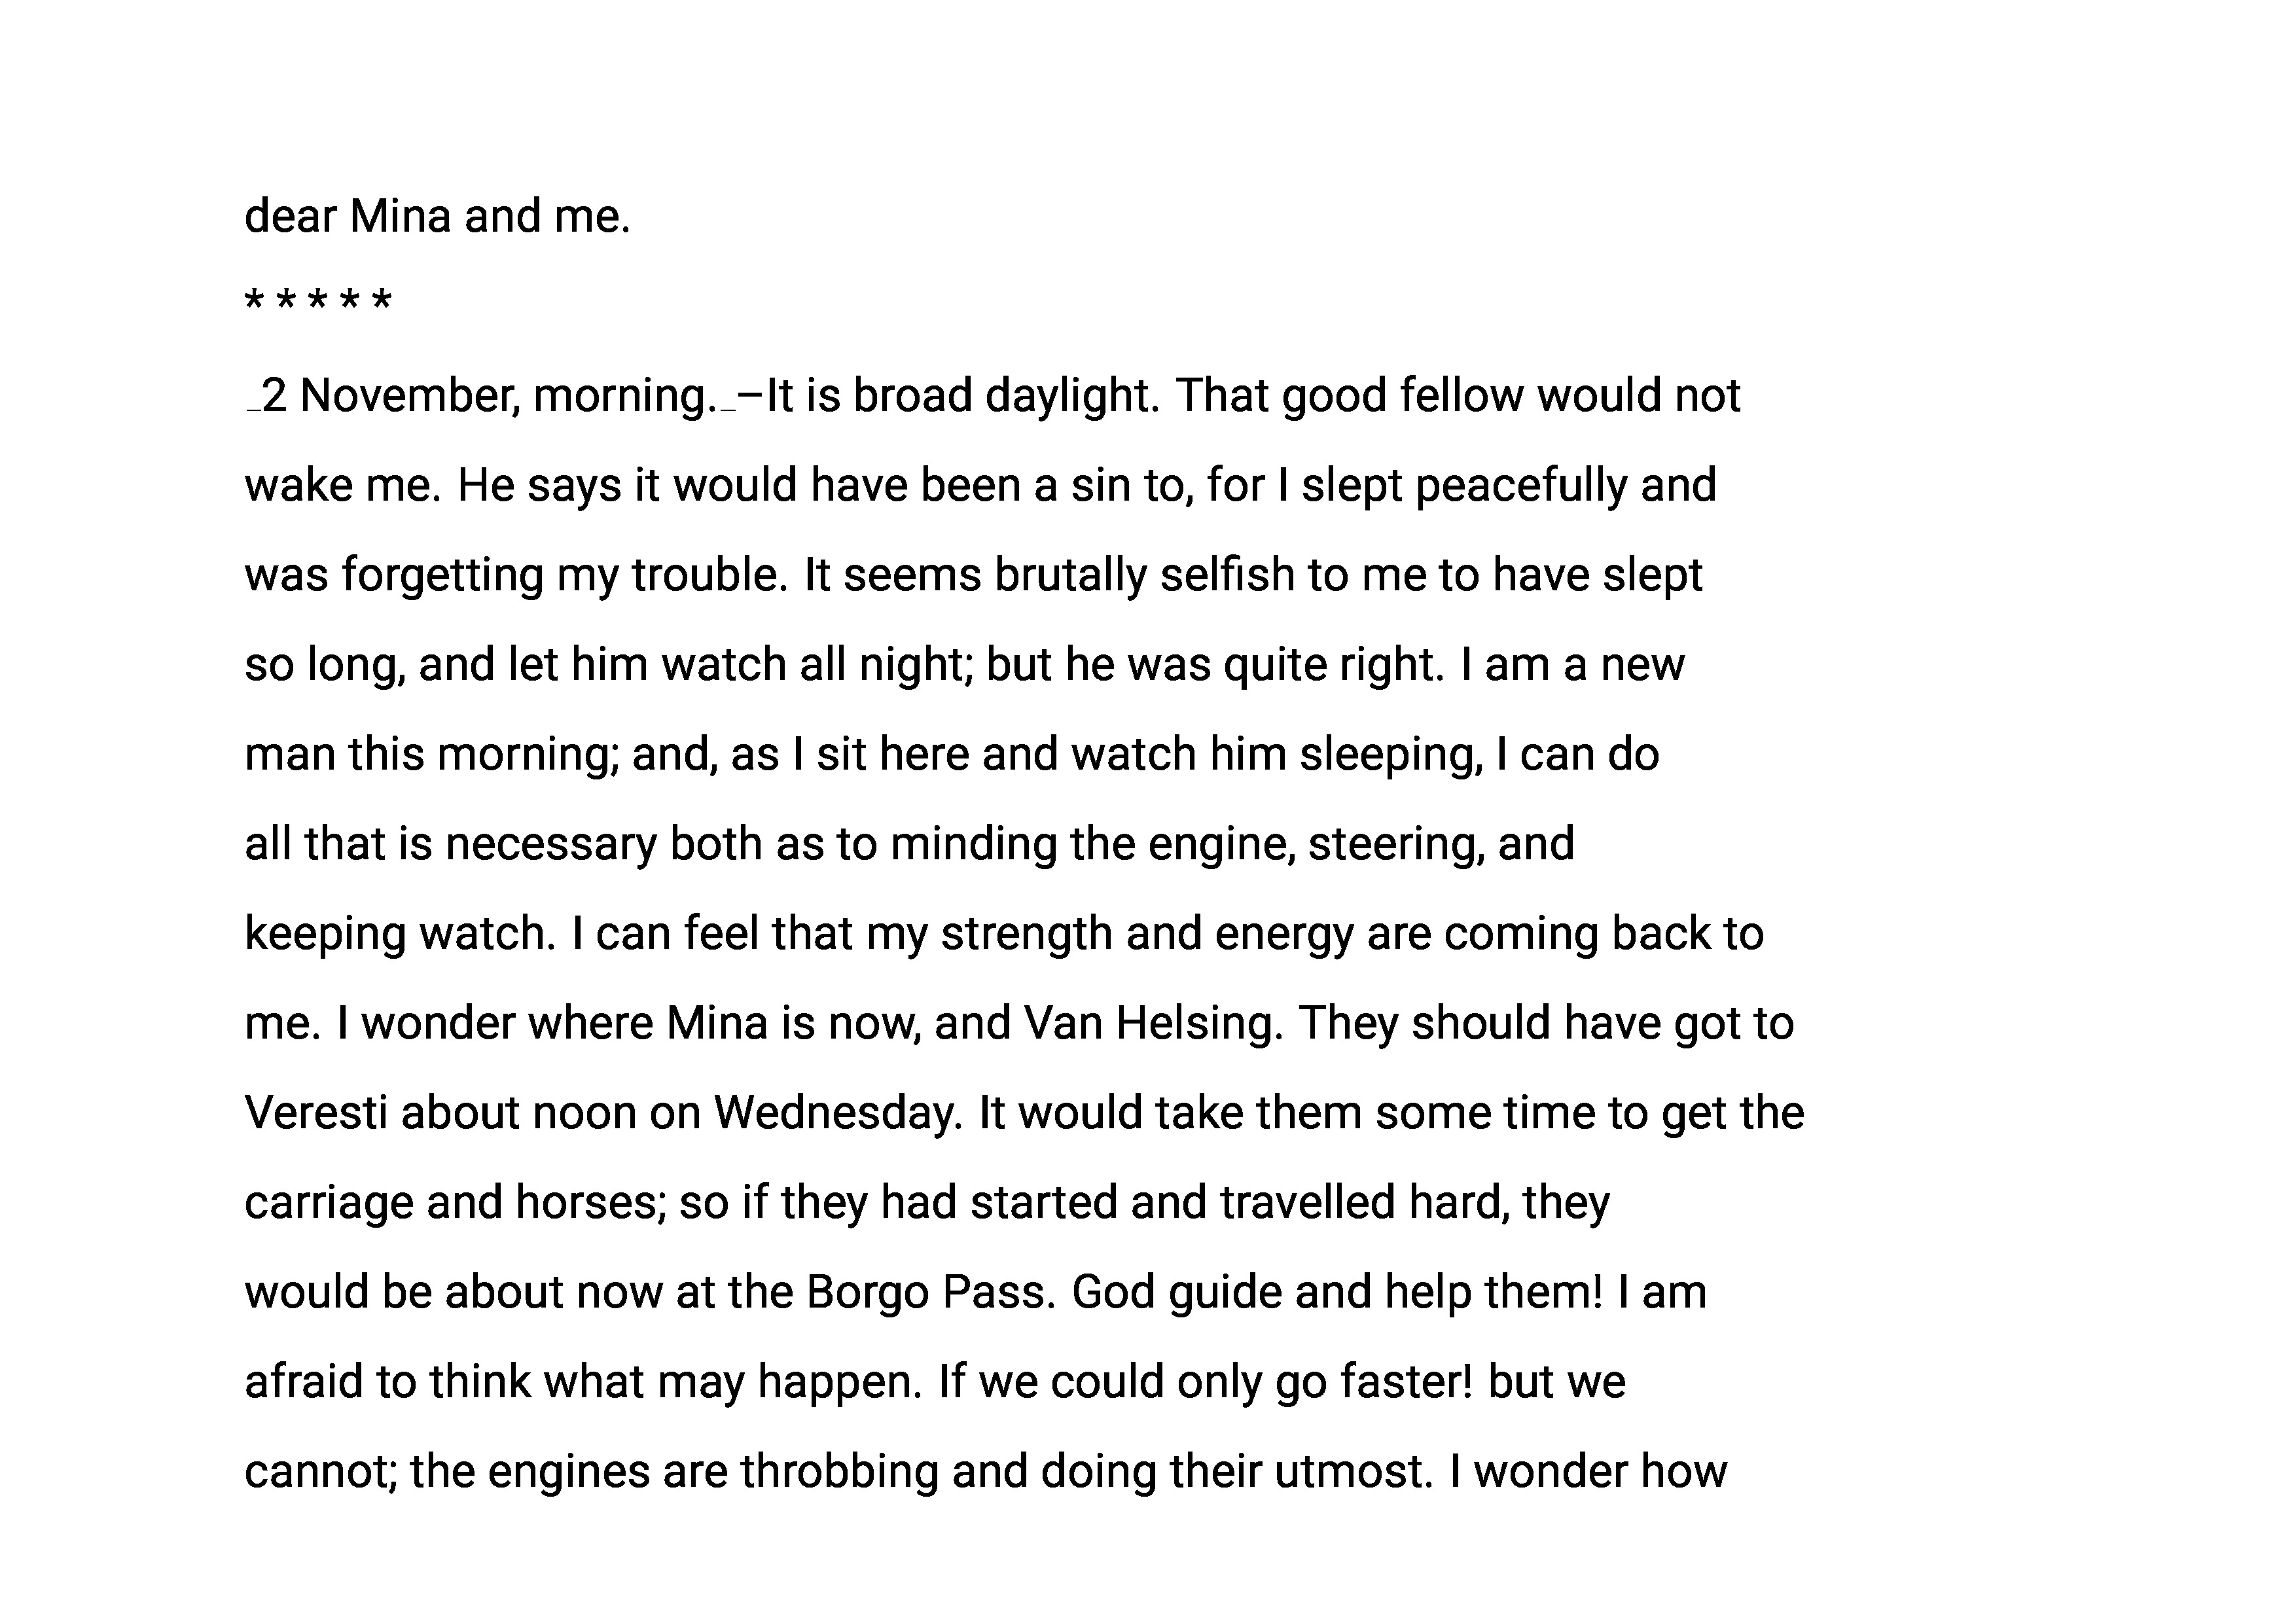 dear Mina and me.
* * * * *
_2 November, morning._–It is broad daylight. That good fellow would not
wake me. He says it would have been a sin to, for I slept peacefully and
was forgetting my trouble. It seems brutally selfish to me to have slept
so long, and let him watch all night; but he was quite right. I am a new
man this morning; and, as I sit here and watch him sleeping, I can do
all that is necessary both as to minding the engine, steering, and
keeping watch. I can feel that my strength and energy are coming back to
me. I wonder where Mina is now, and Van Helsing. They should have got to
Veresti about noon on Wednesday. It would take them some time to get the
carriage and horses; so if they had started and travelled hard, they
would be about now at the Borgo Pass. God guide and help them! I am
afraid to think what may happen. If we could only go faster! but we
cannot; the engines are throbbing and doing their utmost. I wonder how